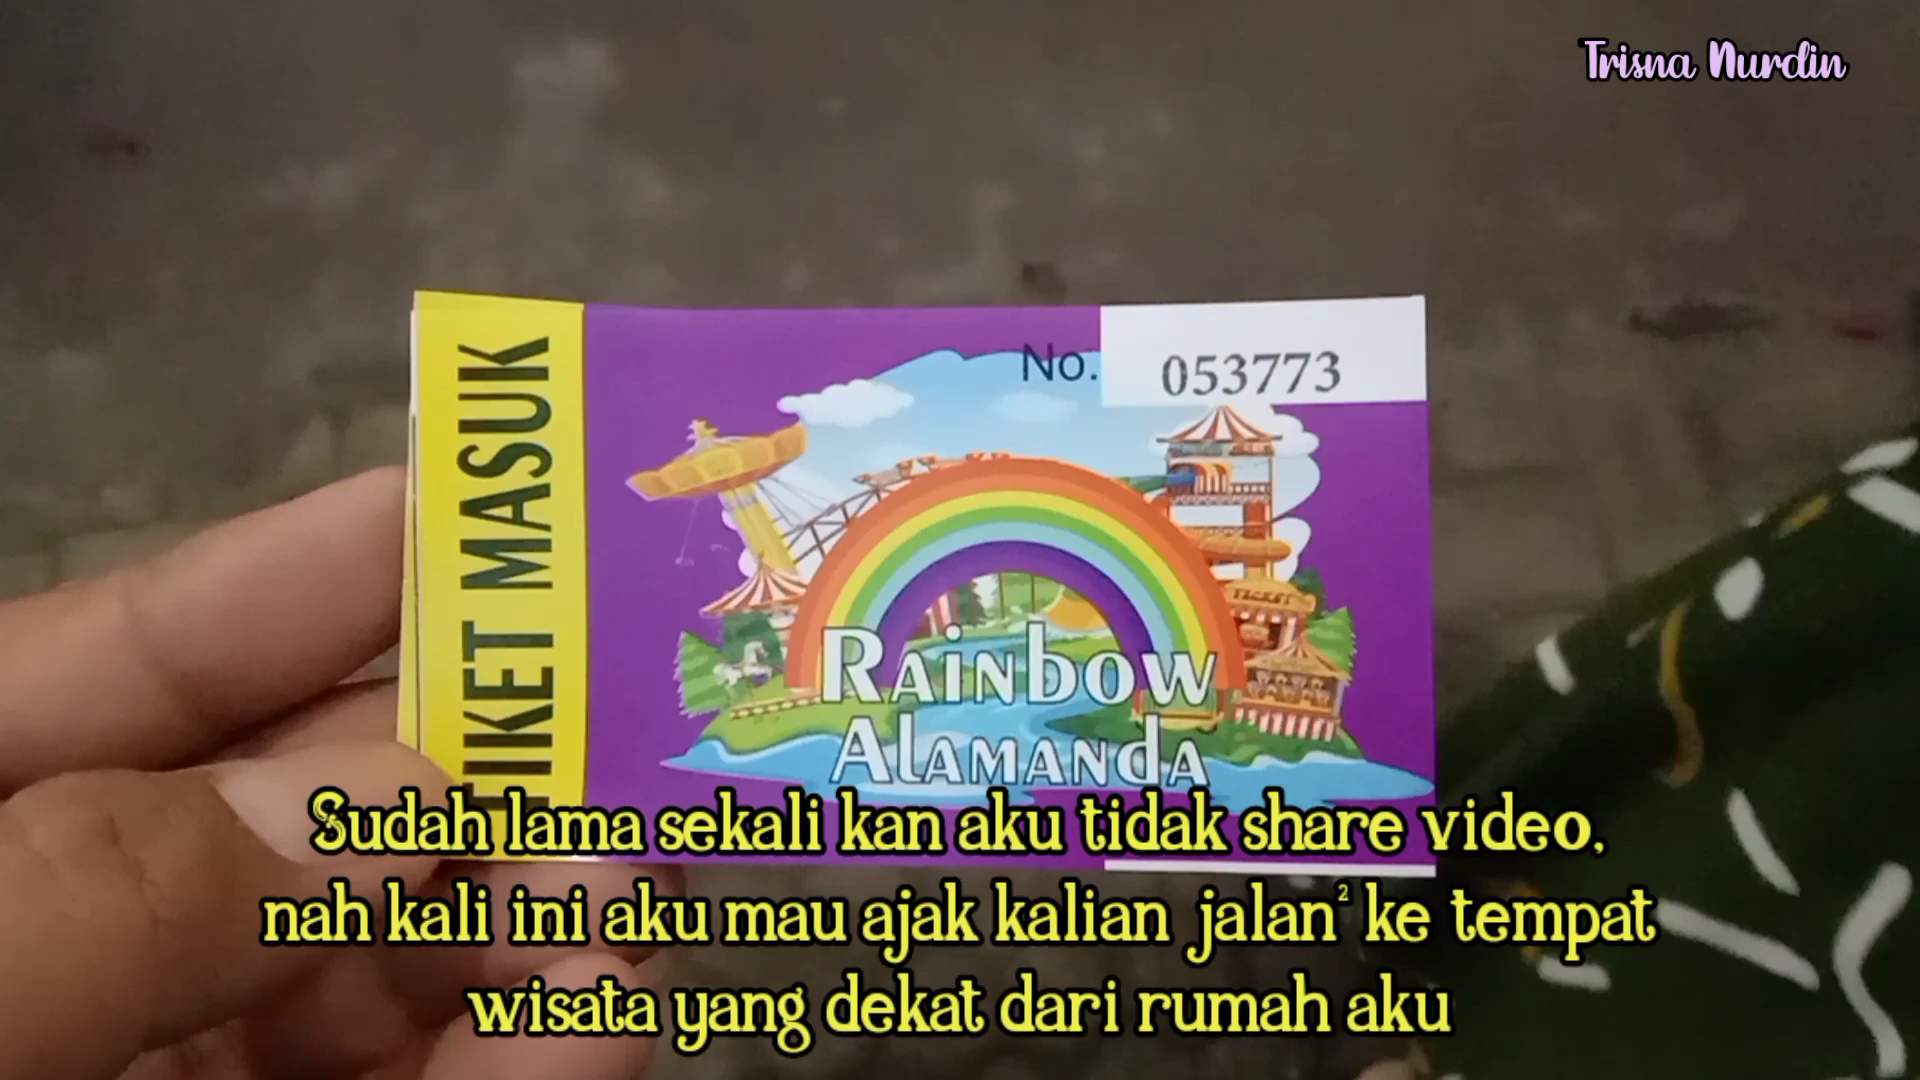 Trisna Nurdin
TIKET MASUK
No. 053773
TICKET
RAINbOW
ALAMANdA
Sudah lama sekali kan aku tidak share video,
nah kali ini aku mau ajak kalian jalan² ke tempat
wisata yang dekat dari rumah aku